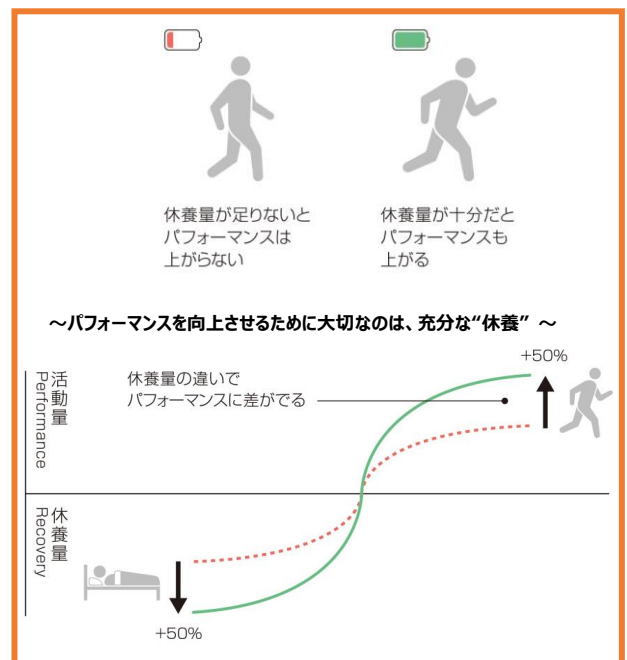 休養量が足りないと
パフォーマンスは
上がらない
休養量が十分だと
パフォーマンスも
上がる
～パフォーマンスを向上させるために大切なのは、充分な“休養” ～
+50%
活動量
Performance
休養量の違いで
パフォーマンスに差がでる
休養量
Recovery
+50%